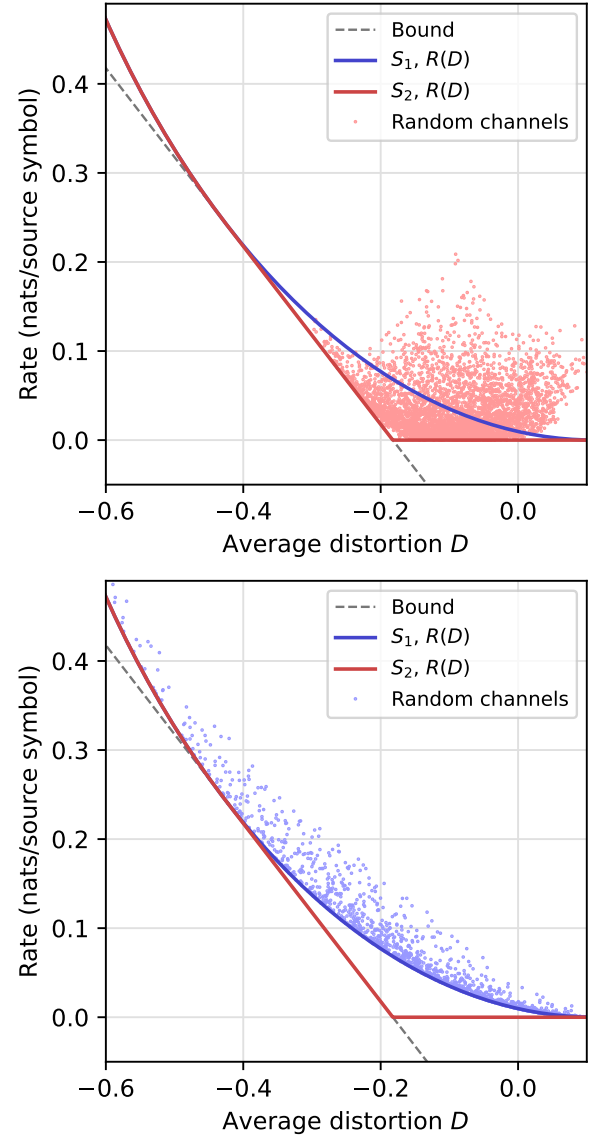 Bound
S₁, R(D)
S₂, R(D)
Random channels
0.4
0.3
0.2
0.1
0.0
Rate (nats/source symbol)
−0.6 −0.4 −0.2 0.0
Average distortion D
Bound
S₁, R(D)
S₂, R(D)
Random channels
0.4
0.3
0.2
0.1
0.0
Rate (nats/source symbol)
−0.6 −0.4 −0.2 0.0
Average distortion D